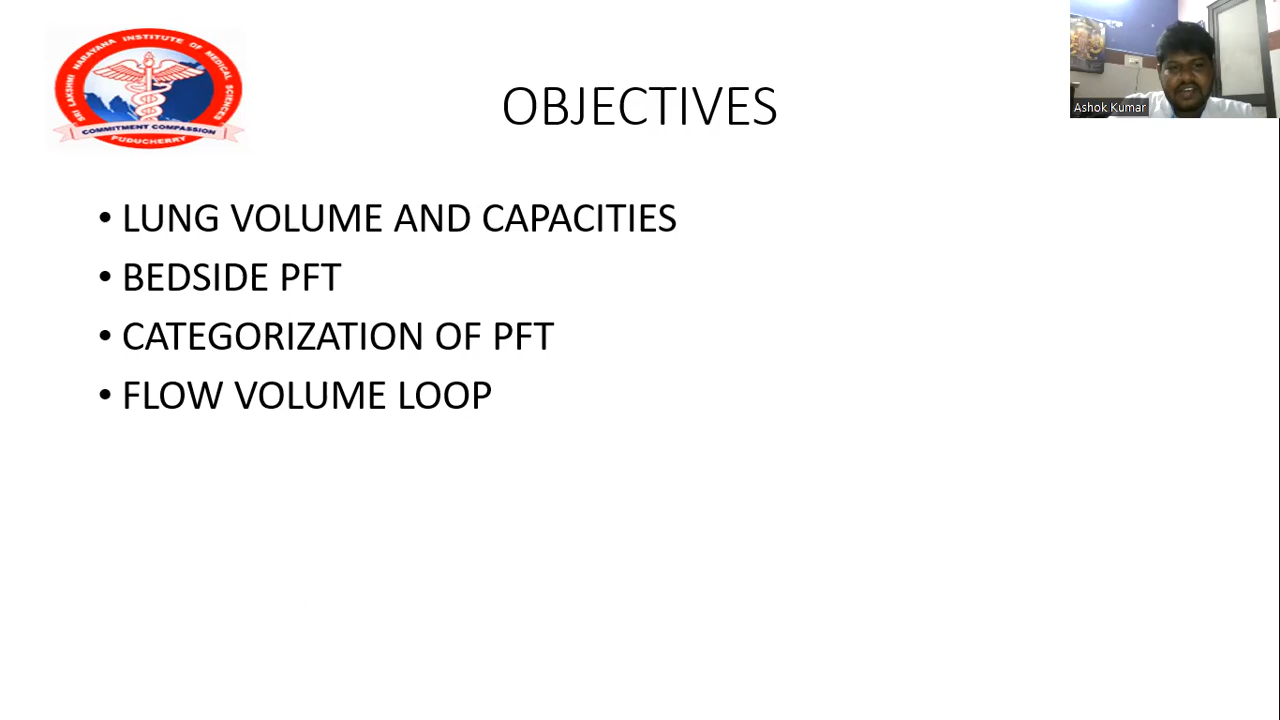 SRI LAKSHMI NARAYANA INSTITUTE OF MEDICAL SCIENCES
COMMITMENT COMPASSION
PUDUCHERRY
OBJECTIVES
Ashok Kumar
• LUNG VOLUME AND CAPACITIES
• BEDSIDE PFT
• CATEGORIZATION OF PFT
• FLOW VOLUME LOOP